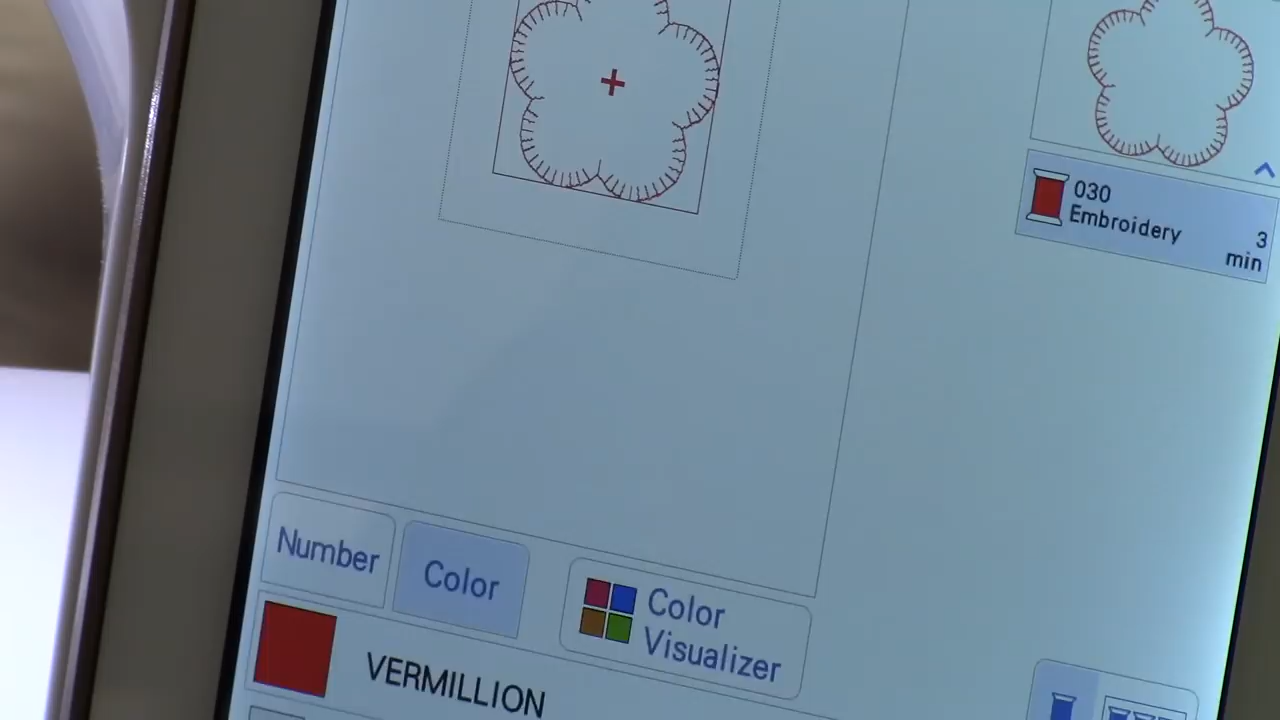 030
Embroidery
3
min
Number
Color
Color
Visualizer
VERMILLION